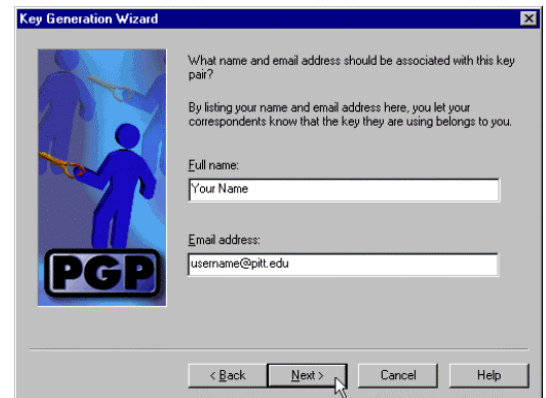 Key Generation Wizard
What name and email address should be associated with this key
pair?
By listing your name and email address here, you let your
correspondents know that the key they are using belongs to you.
Full name:
Your Name
Email address:
username@pitt.edu
PGP
< Back Next > Cancel Help